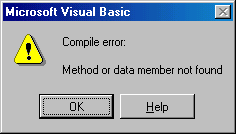 Microsoft Visual Basic
Compile error:
Method or data member not found
OK
Help